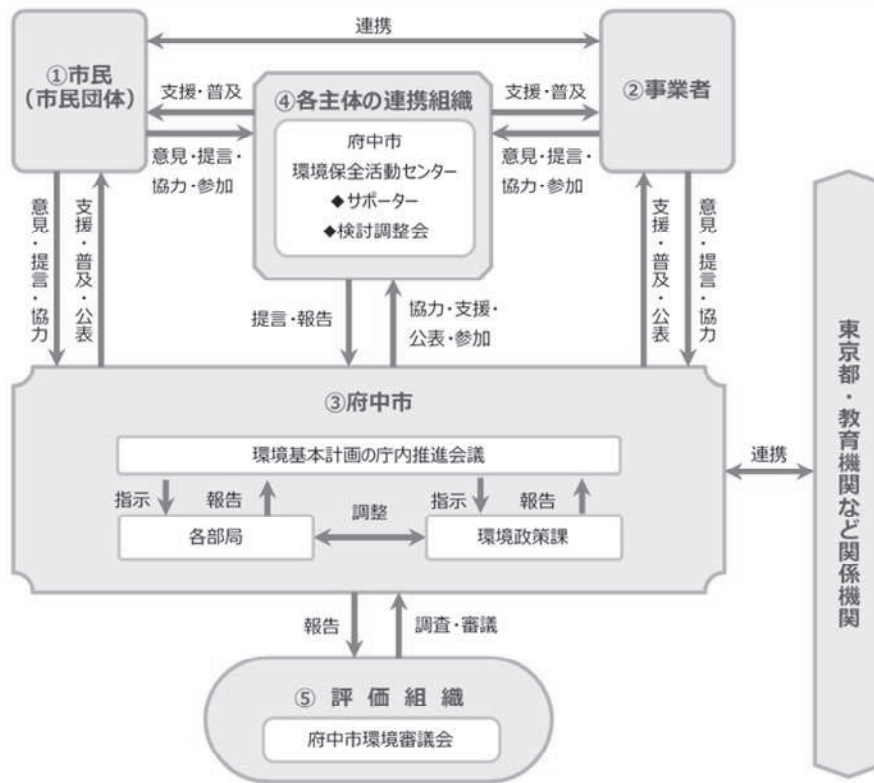 連携
①市民
(市民団体)
②事業者
支援・普及
④各主体の連携組織
支援・普及
府中市
環境保全活動センター
◆サポーター
◆検討調整会
意見・提言・
協力・参加
意見・提言・
協力・参加
意見・提言・協力
支援・普及・公表
支援・普及・公表
意見・提言・協力
提言・報告
協力・支援・
公表・参加
③府中市
環境基本計画の庁内推進会議
指示
報告
指示
報告
調整
各部局
環境政策課
連携
東京都・教育機関など関係機関
報告
調査・審議
⑤評価組織
府中市環境審議会